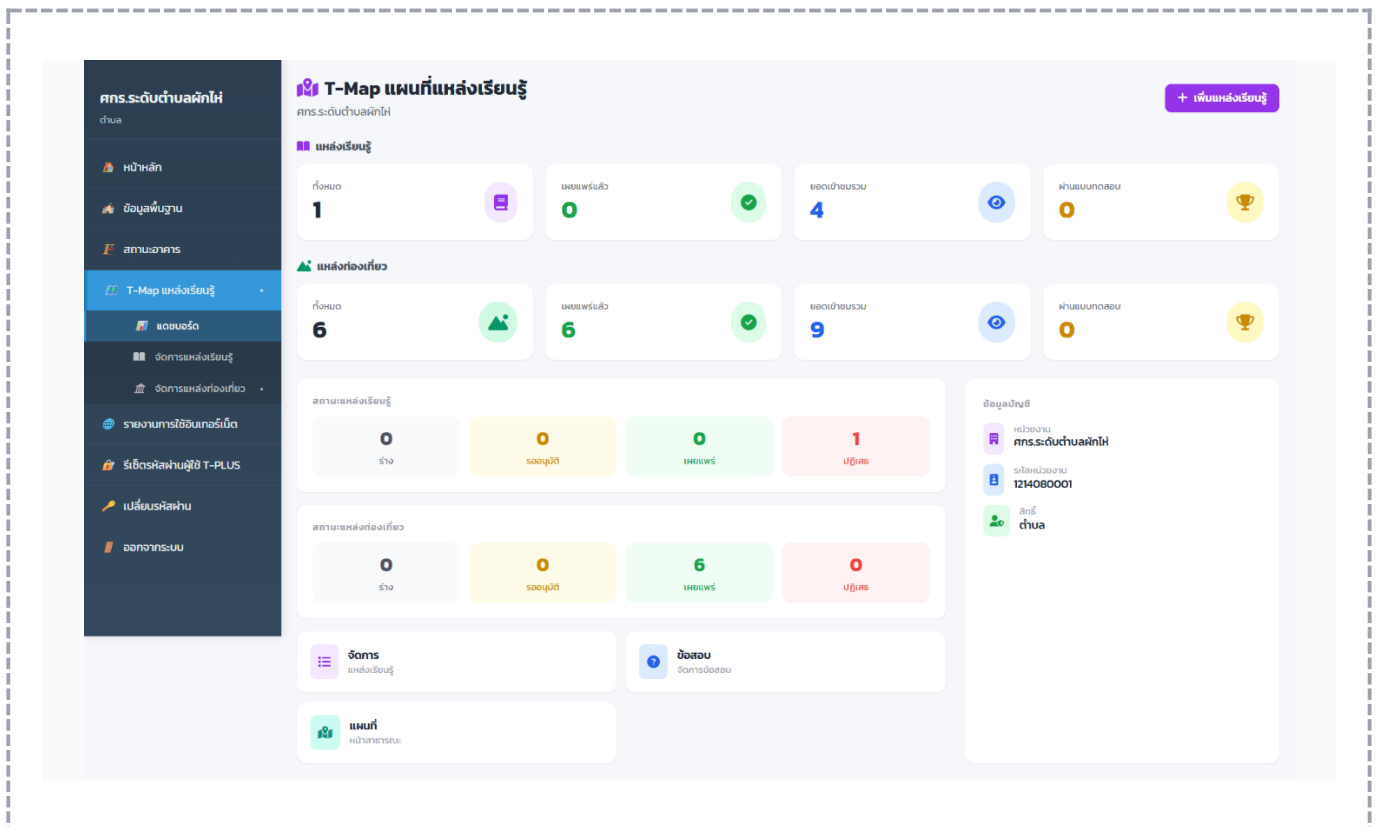 ศกร.ระดับตำบลผักไห่
ตำบล
หน้าหลัก
ข้อมูลพื้นฐาน
สถานะอาคาร
T-Map แหล่งเรียนรู้
แดชบอร์ด
จัดการแหล่งเรียนรู้
จัดการแหล่งท่องเที่ยว
รายงานการใช้อินเทอร์เน็ต
รีเซ็ตรหัสผ่านผู้ใช้ T-PLUS
เปลี่ยนรหัสผ่าน
ออกจากระบบ
T-Map แผนที่แหล่งเรียนรู้
ศกร.ระดับตำบลผักไห่
+ เพิ่มแหล่งเรียนรู้
แหล่งเรียนรู้
ทั้งหมด
1
เผยแพร่แล้ว
0
ยอดเข้าชมรวม
4
ผ่านแบบทดสอบ
0
แหล่งท่องเที่ยว
ทั้งหมด
6
เผยแพร่แล้ว
6
ยอดเข้าชมรวม
9
ผ่านแบบทดสอบ
0
สถานะแหล่งเรียนรู้
0
ร่าง
0
รออนุมัติ
0
เผยแพร่
1
ปฏิเสธ
สถานะแหล่งท่องเที่ยว
0
ร่าง
0
รออนุมัติ
6
เผยแพร่
0
ปฏิเสธ
จัดการ
แหล่งเรียนรู้
ข้อสอบ
จัดการข้อสอบ
แผนที่
หน้าสาธารณะ
ข้อมูลบัญชี
หน่วยงาน
ศกร.ระดับตำบลผักไห่
รหัสหน่วยงาน
1214080001
สิทธิ์
ตำบล